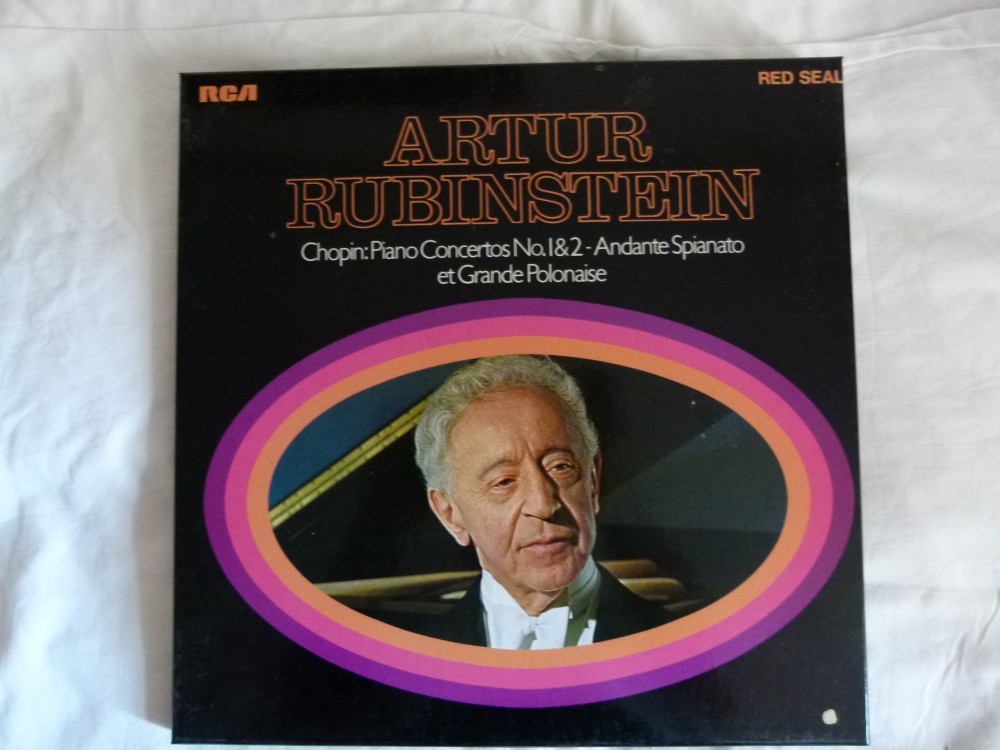 RCA
RED SEAL
ARTUR
RUBINSTEIN
Chopin: Piano Concertos No. 1 & 2 - Andante Spianato
et Grande Polonaise